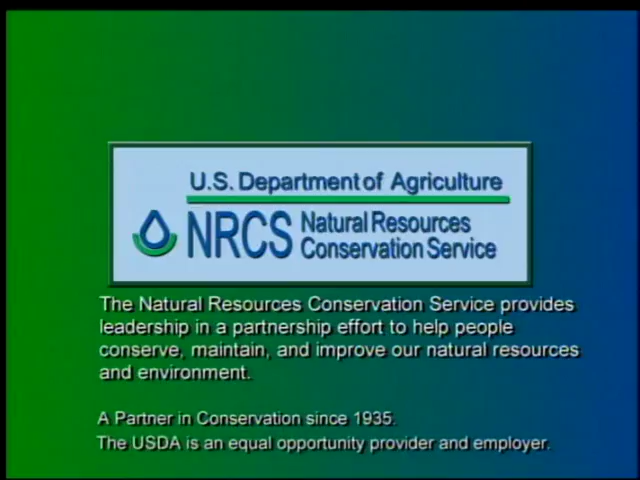 U.S. Department of Agriculture
NRCS Natural Resources
Conservation Service
The Natural Resources Conservation Service provides
leadership in a partnership effort to help people
conserve, maintain, and improve our natural resources
and environment.
A Partner in Conservation since 1935.
The USDA is an equal opportunity provider and employer.